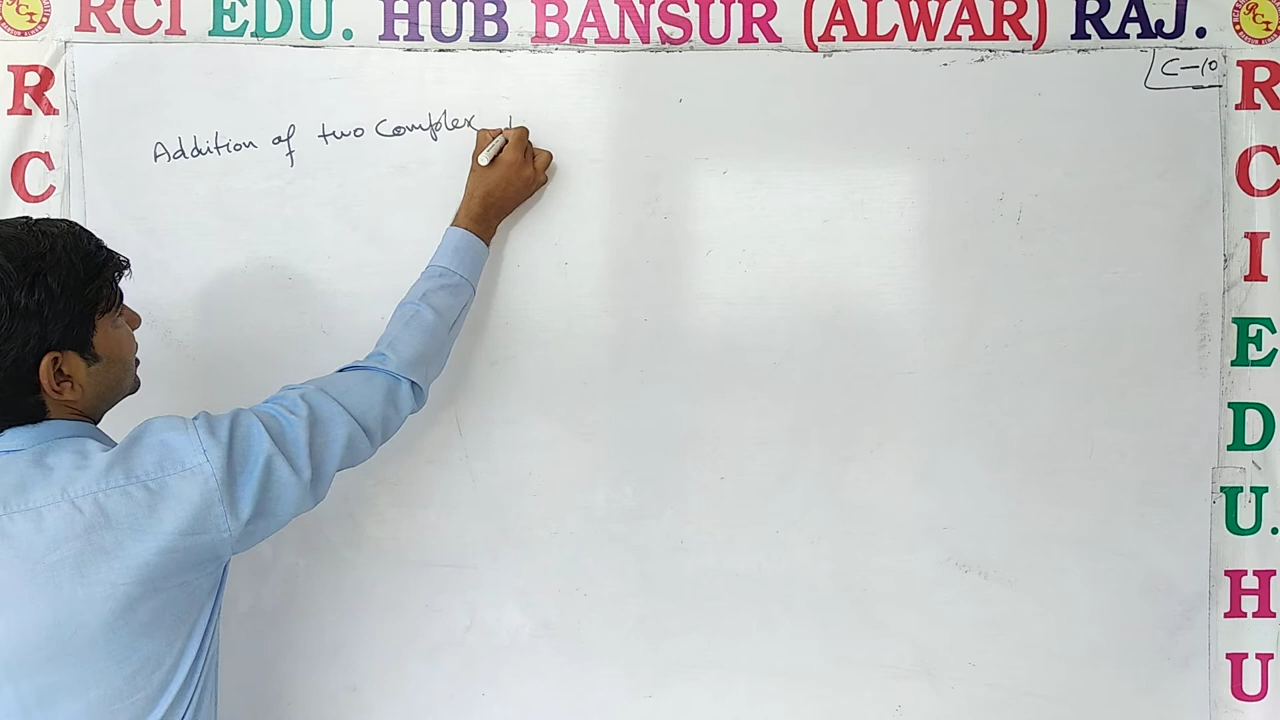 RCI EDU. HUB BANSUR (ALWAR) RAJ.
C-10
Addition of two Complex
R
C
R
C
I
E
D
U.
H
U